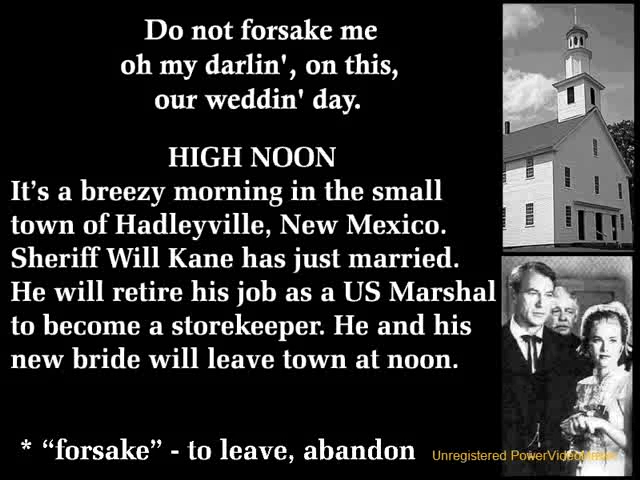 Do not forsake me
oh my darlin', on this,
our weddin' day.
HIGH NOON
It’s a breezy morning in the small
town of Hadleyville, New Mexico.
Sheriff Will Kane has just married.
He will retire his job as a US Marshal
to become a storekeeper. He and his
new bride will leave town at noon.
* “forsake” - to leave, abandon
Unregistered